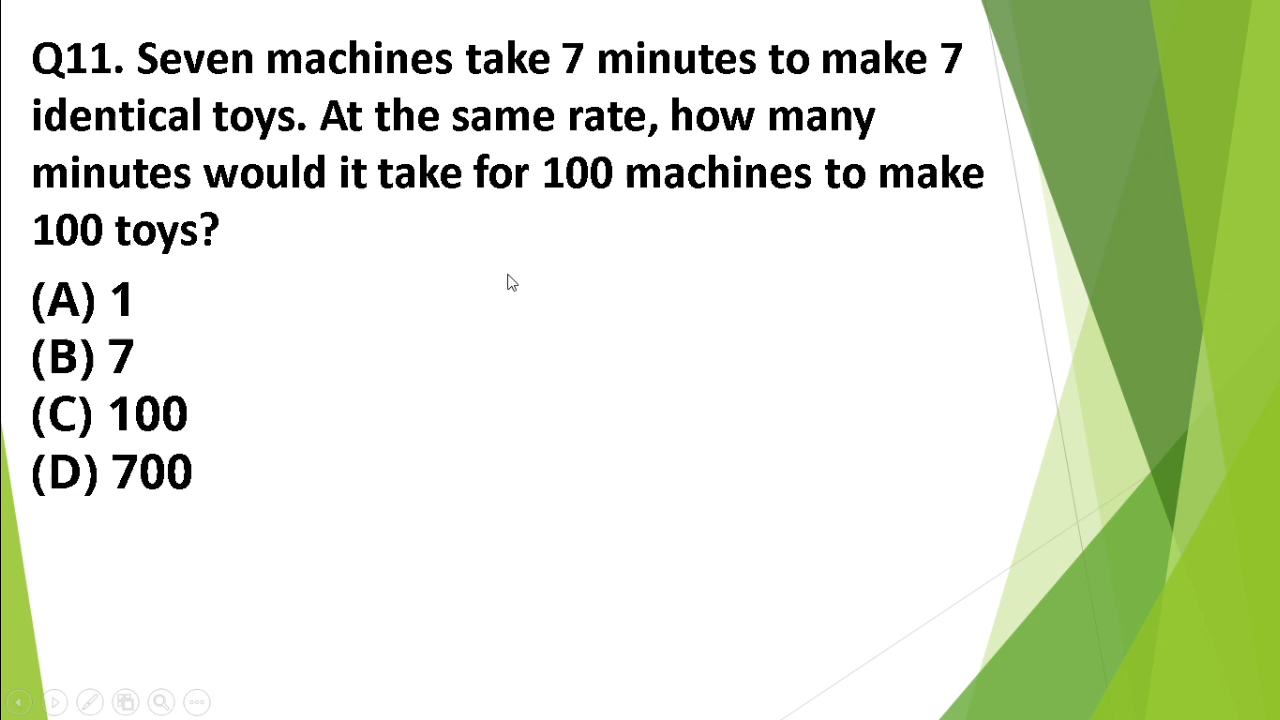 Q11. Seven machines take 7 minutes to make 7
identical toys. At the same rate, how many
minutes would it take for 100 machines to make
100 toys?
(A) 1
(B) 7
(C) 100
(D) 700